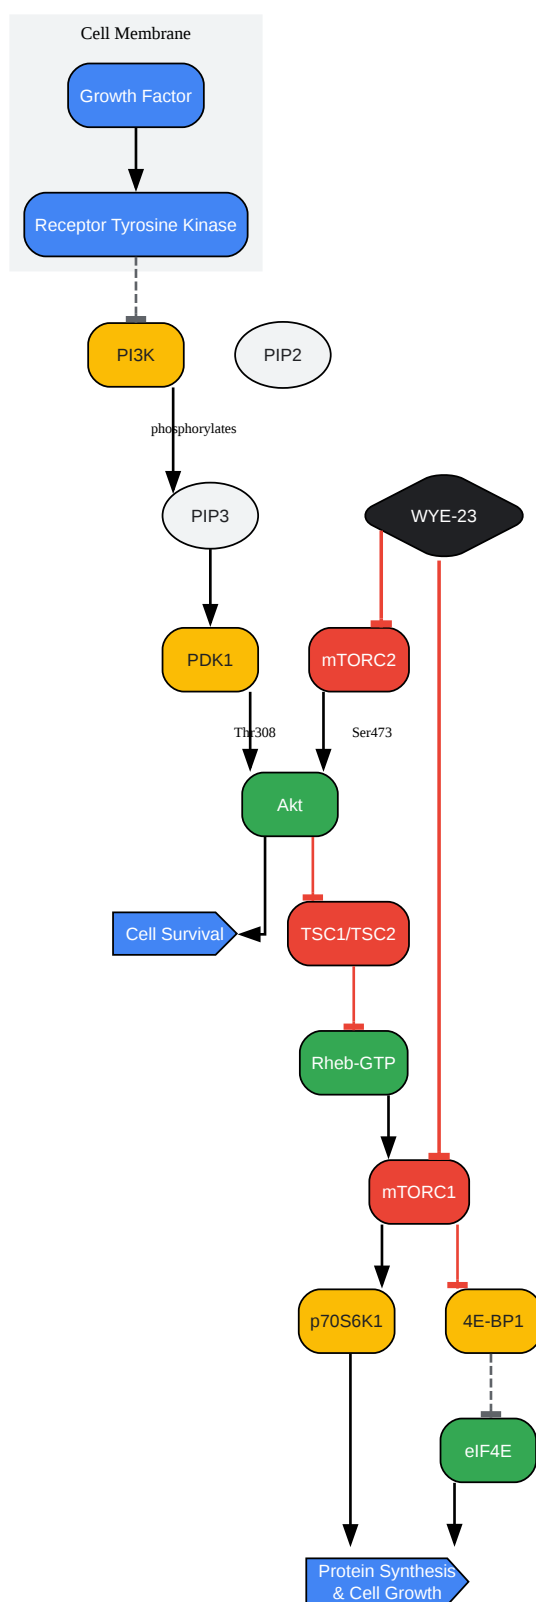 Cell Membrane
Growth Factor
Receptor Tyrosine Kinase
PI3K
PIP2
phosphorylates
PIP3
WYE-23
PDK1
mTORC2
Thr308
Ser473
Akt
Cell Survival
TSC1/TSC2
Rheb-GTP
mTORC1
p70S6K1
4E-BP1
eIF4E
Protein Synthesis
& Cell Growth